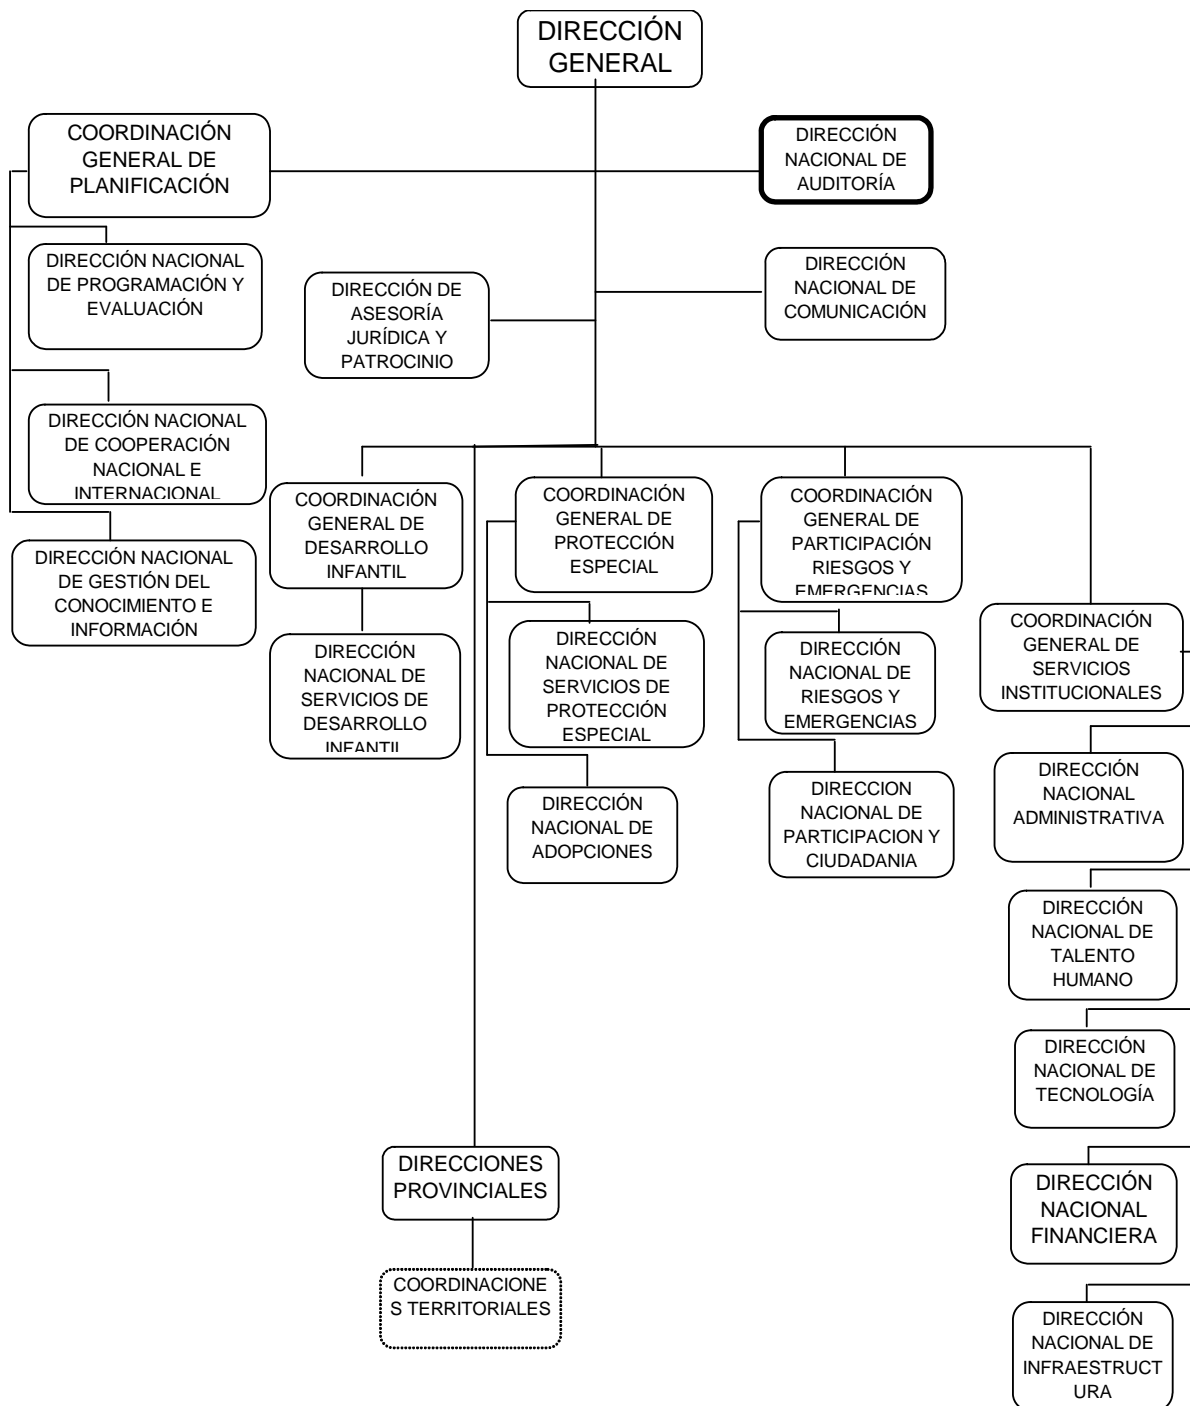 DIRECCIÓN
GENERAL
COORDINACIÓN
GENERAL DE
PLANIFICACIÓN
DIRECCIÓN
NACIONAL DE
AUDITORÍA
DIRECCIÓN NACIONAL
DE PROGRAMACIÓN Y
EVALUACIÓN
DIRECCIÓN DE
ASESORÍA
JURÍDICA Y
PATROCINIO
DIRECCIÓN
NACIONAL DE
COMUNICACIÓN
DIRECCIÓN NACIONAL
DE COOPERACIÓN
NACIONAL E
INTERNACIONAL
DIRECCIÓN NACIONAL
DE GESTIÓN DEL
CONOCIMIENTO E
INFORMACIÓN
COORDINACIÓN
GENERAL DE
DESARROLLO
INFANTIL
DIRECCIÓN
NACIONAL DE
SERVICIOS DE
DESARROLLO
INFANTIL
COORDINACIÓN
GENERAL DE
PROTECCIÓN
ESPECIAL
DIRECCIÓN
NACIONAL DE
SERVICIOS DE
PROTECCIÓN
ESPECIAL
DIRECCIÓN
NACIONAL DE
ADOPCIONES
COORDINACIÓN
GENERAL DE
PARTICIPACIÓN
RIESGOS Y
EMERGENCIAS
DIRECCIÓN
NACIONAL DE
RIESGOS Y
EMERGENCIAS
DIRECCION
NACIONAL DE
PARTICIPACION Y
CIUDADANIA
COORDINACIÓN
GENERAL DE
SERVICIOS
INSTITUCIONALES
DIRECCIÓN
NACIONAL
ADMINISTRATIVA
DIRECCIÓN
NACIONAL DE
TALENTO
HUMANO
DIRECCIÓN
NACIONAL DE
TECNOLOGÍA
DIRECCIÓN
NACIONAL
FINANCIERA
DIRECCIÓN
NACIONAL DE
INFRAESTRUCT
URA
DIRECCIONES
PROVINCIALES
COORDINACIONE
S TERRITORIALES